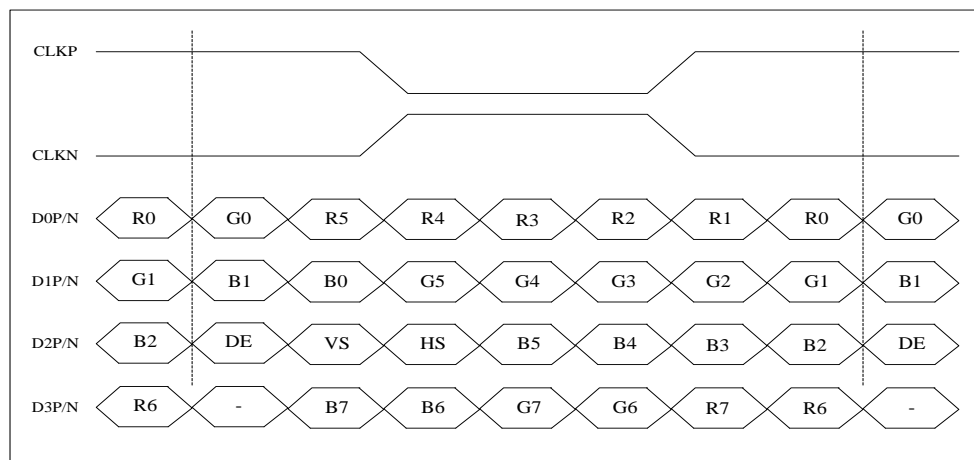 CLKP
CLKN
D0P/N R0 G0 R5 R4 R3 R2 R1 R0 G0
D1P/N G1 B1 B0 G5 G4 G3 G2 G1 B1
D2P/N B2 DE VS HS B5 B4 B3 B2 DE
D3P/N R6 - B7 B6 G7 G6 R7 R6 -